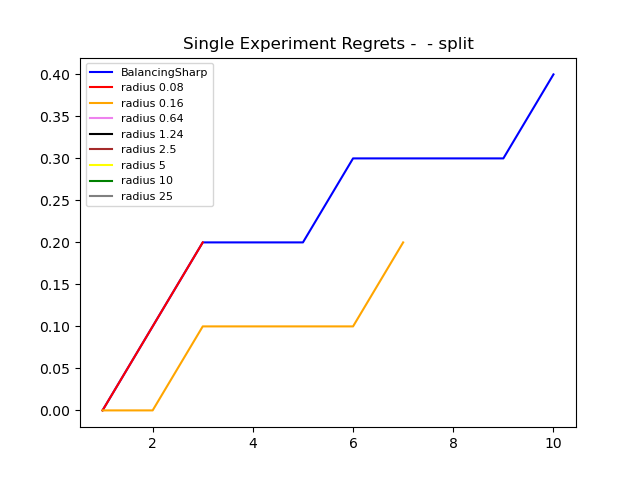 Single Experiment Regrets -  - split
0.40
0.35
0.30
0.25
0.20
0.15
0.10
0.05
0.00
BalancingSharp
radius 0.08
radius 0.16
radius 0.64
radius 1.24
radius 2.5
radius 5
radius 10
radius 25
2 4 6 8 10